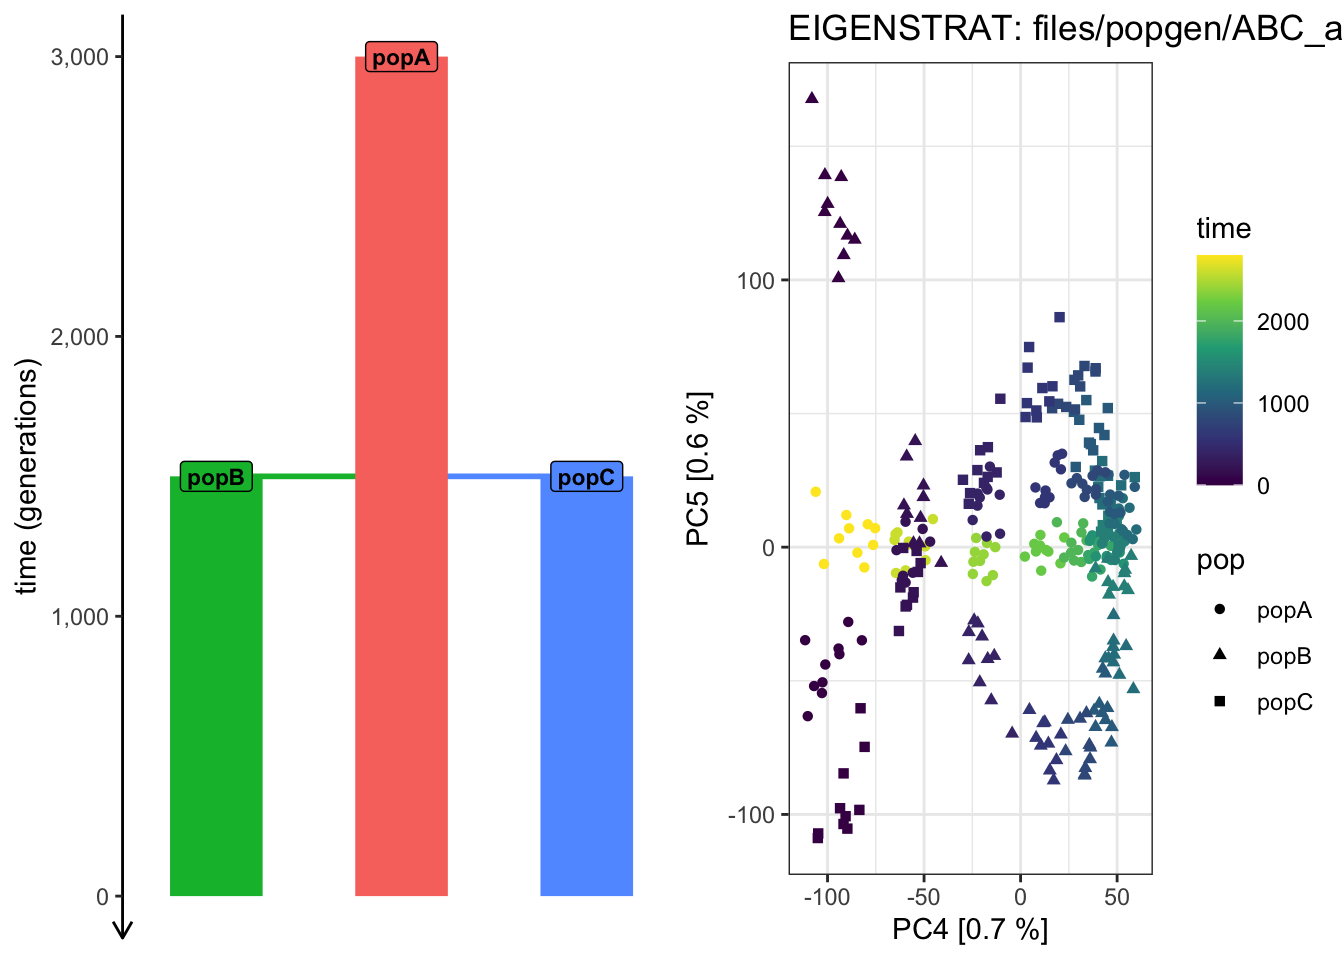 3,000
2,000
1,000
0
time (generations)
popA
popB
popC
EIGENSTRAT: files/popgen/ABC_a
100
0
-100
PC5 [0.6 %]
-100
-50
0
50
PC4 [0.7 %]
time
2000
1000
0
pop
popA
popB
popC